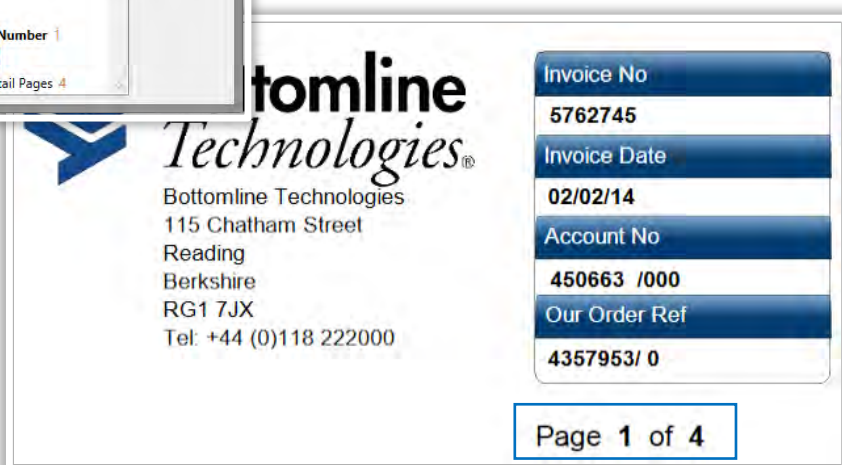 Number 1
Pages 4
tomline
Technologies®
Bottomline Technologies
115 Chatham Street
Reading
Berkshire
RG1 7JX
Tel: +44 (0)118 222000
Invoice No
5762745
Invoice Date
02/02/14
Account No
450663 /000
Our Order Ref
4357953/ 0
Page 1 of 4